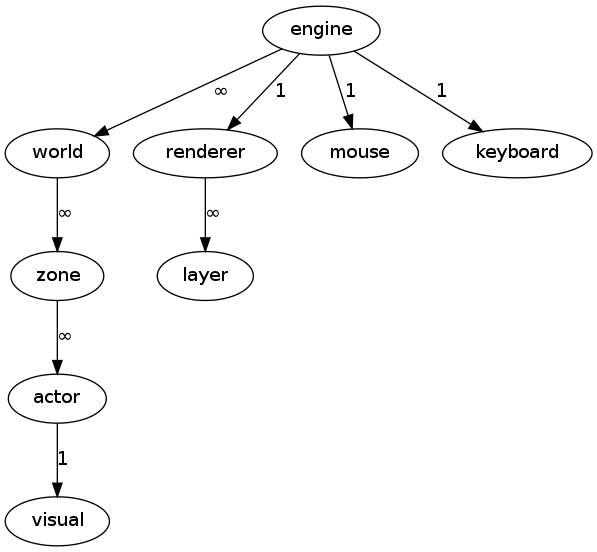 engine
∞ 1 1 1
world renderer mouse keyboard
∞ ∞
zone layer
∞
actor
1
visual